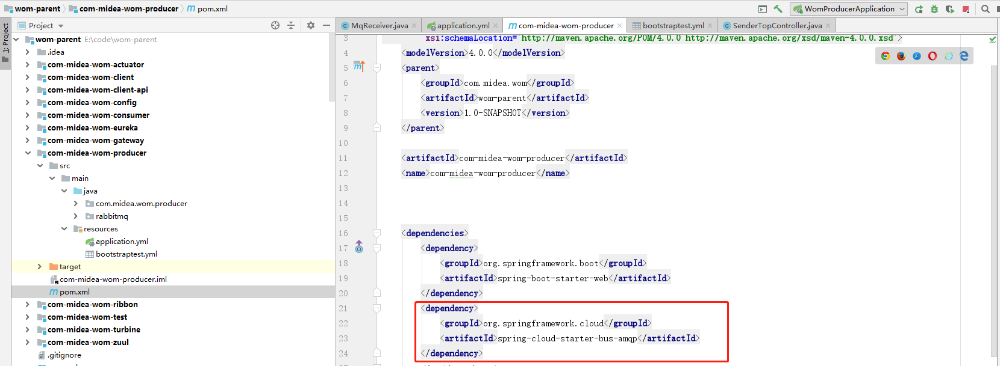 wom-parent com-midea-wom-producer pom.xml
WomProducerApplication
1: Project
Project
MqReceiver.java application.yml com-midea-wom-producer bootstraptest.yml SenderTopController.java
wom-parent E:\code\wom-parent
.idea
com-midea-wom-actuator
com-midea-wom-client
com-midea-wom-client-api
com-midea-wom-config
com-midea-wom-consumer
com-midea-wom-eureka
com-midea-wom-gateway
com-midea-wom-producer
src
main
java
com.midea.wom.producer
rabbitmq
resources
application.yml
bootstraptest.yml
target
com-midea-wom-producer.iml
pom.xml
com-midea-wom-ribbon
com-midea-wom-test
com-midea-wom-turbine
com-midea-wom-zuul
.gitignore
3 xsi:schemaLocation="http://maven.apache.org/POM/4.0.0 http://maven.apache.org/xsd/maven-4.0.0.xsd">
4 <modelVersion>4.0.0</modelVersion>
5 <parent>
6 <groupId>com.midea.wom</groupId>
7 <artifactId>wom-parent</artifactId>
8 <version>1.0-SNAPSHOT</version>
9 </parent>
10
11 <artifactId>com-midea-wom-producer</artifactId>
12 <name>com-midea-wom-producer</name>
13
14
15
16 <dependencies>
17 <dependency>
18 <groupId>org.springframework.boot</groupId>
19 <artifactId>spring-boot-starter-web</artifactId>
20 </dependency>
21 <dependency>
22 <groupId>org.springframework.cloud</groupId>
23 <artifactId>spring-cloud-starter-bus-amqp</artifactId>
24 </dependency>